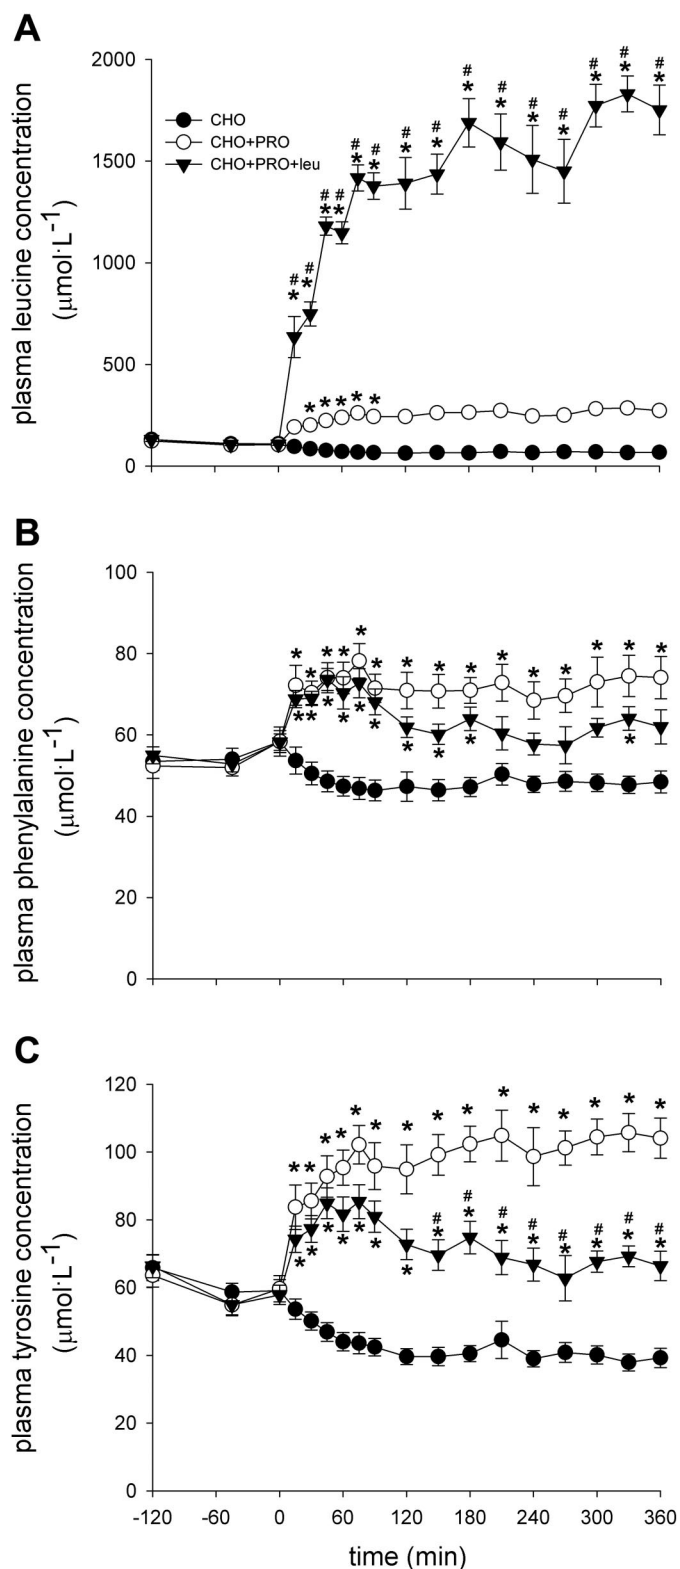 A
plasma leucine concentration
(μmol·L⁻¹)
2000
1500
1000
500
0
CHO
CHO+PRO
CHO+PRO+leu
# # # # # # # # # # # # # # #
* * * * * * * * * * * * * * *
* * * * *
B
plasma phenylalanine concentration
(μmol·L⁻¹)
100
80
60
40
20
0
* * * * * * * * * * * * *
* * * * * * * * * *
C
plasma tyrosine concentration
(μmol·L⁻¹)
120
100
80
60
40
20
0
* * * * * * * * * * * * * * *
# # # # # # # #
* * * * * * * * * * * * * * *
-120 -60 0 60 120 180 240 300 360
time (min)